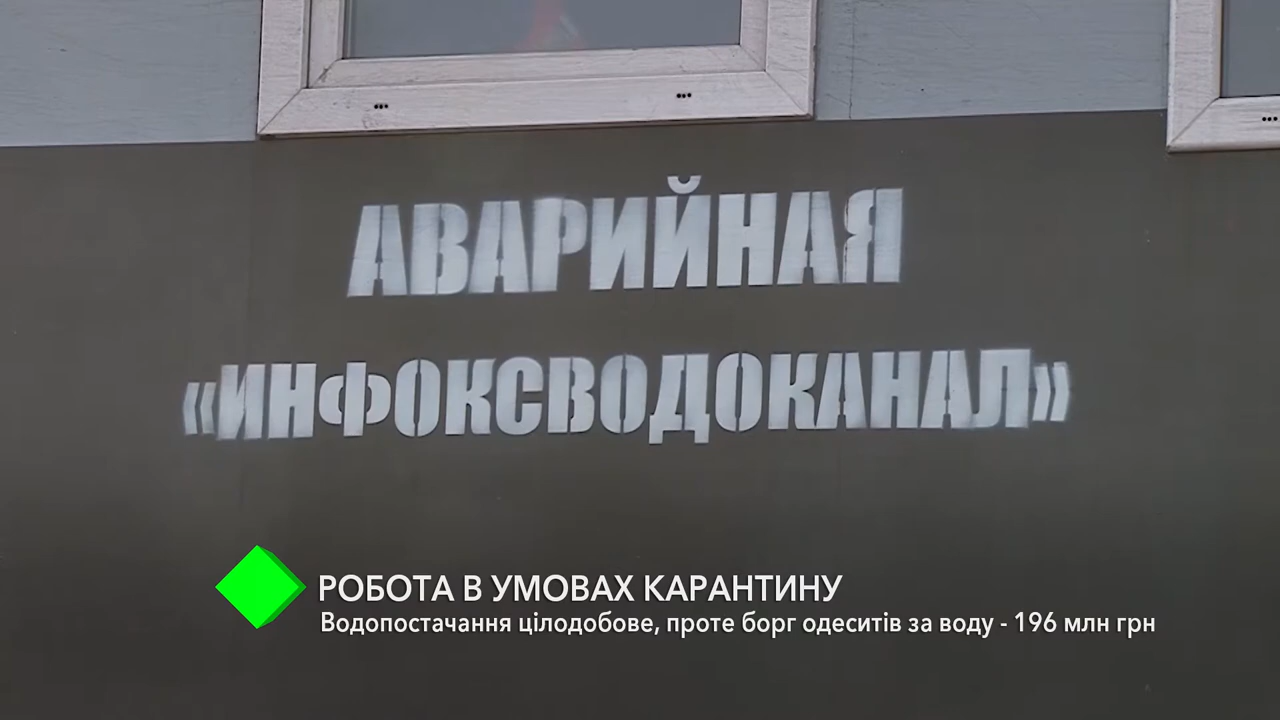 АВАРИЙНАЯ
«ИНФОКСВОДОКАНАЛ»
РОБОТА В УМОВАХ КАРАНТИНУ
Водопостачання цілодобове, проте борг одеситів за воду - 196 млн грн